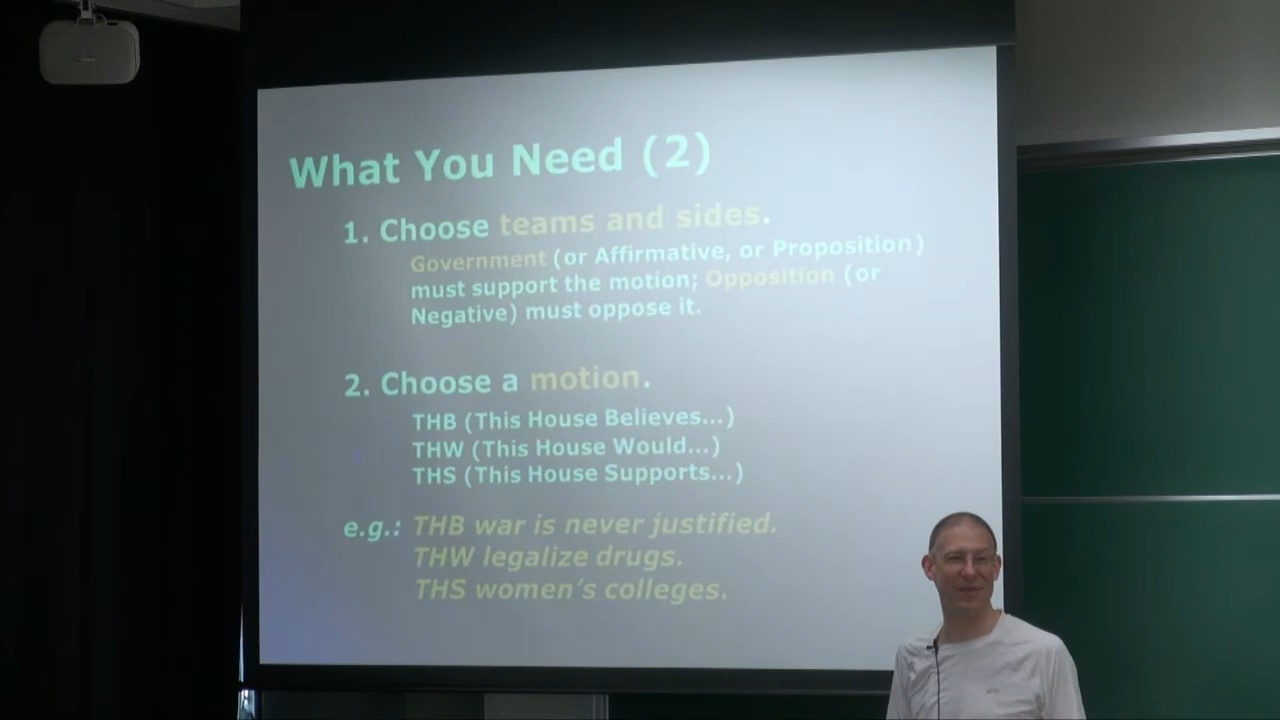 What You Need (2)
1. Choose teams and sides.
Government (or Affirmative, or Proposition)
must support the motion; Opposition (or
Negative) must oppose it.
2. Choose a motion.
THB (This House Believes...)
THW (This House Would...)
THS (This House Supports...)
e.g.: THB war is never justified.
THW legalize drugs.
THS women's colleges.